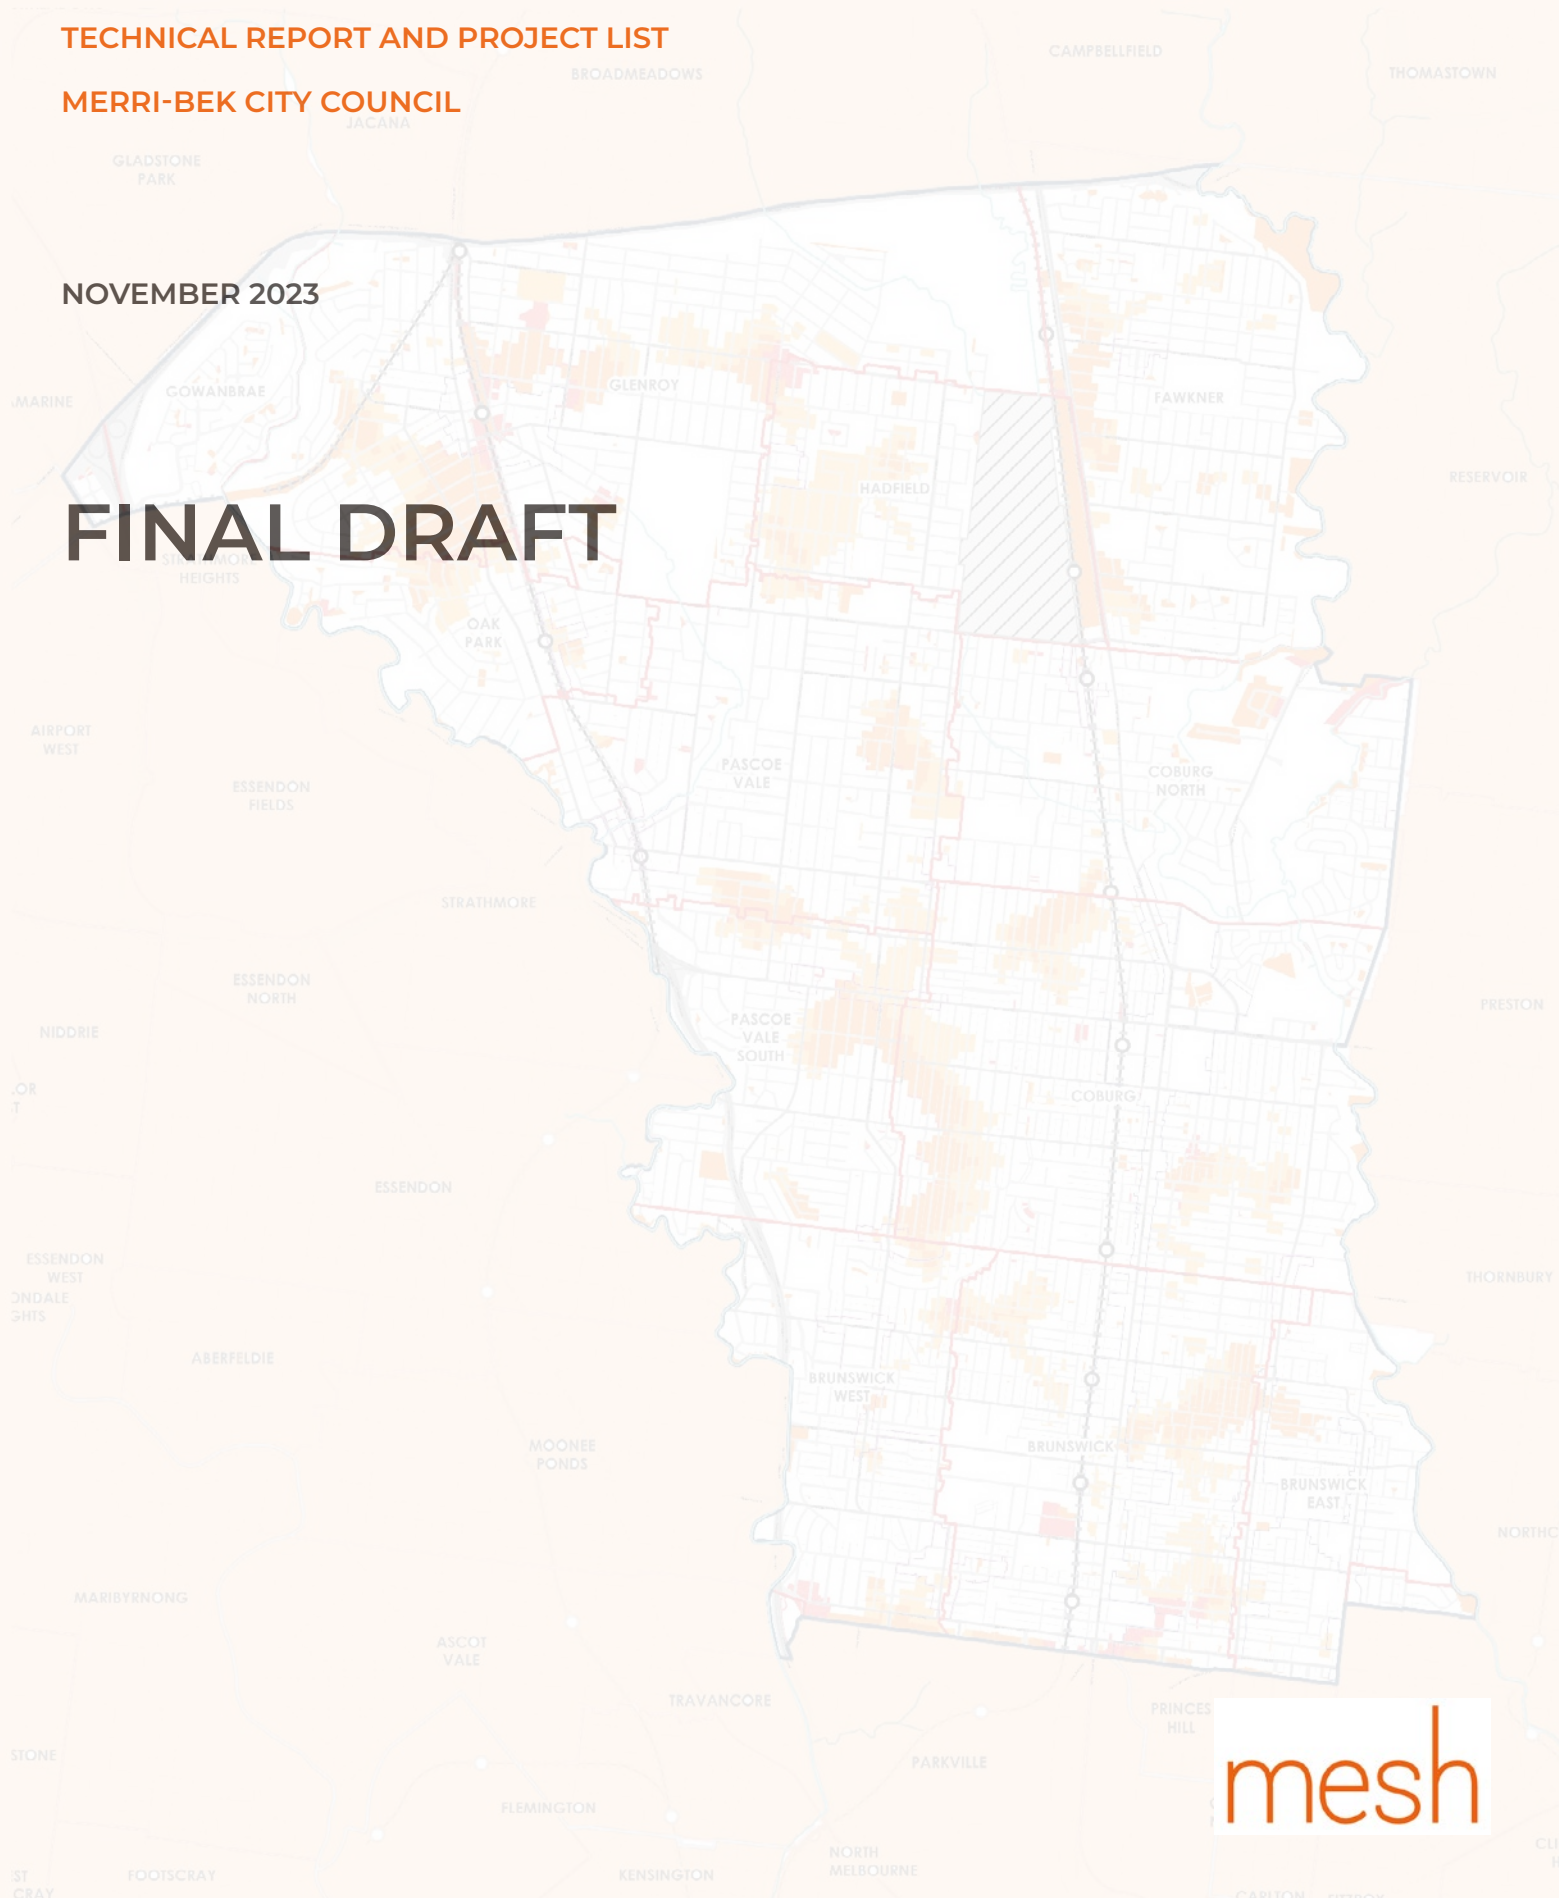 TECHNICAL REPORT AND PROJECT LIST
CAMPBELLFIELD
BROADMEADOWS
THOMASTOWN
MERRI-BEK CITY COUNCIL
JACANA
GLADSTONE
PARK
NOVEMBER 2023
GOWANBRAE
GLENROY
FAWKNER
RESERVOIR
HADFIELD
FINAL DRAFT
STRATHMORE
HEIGHTS
OAK
PARK
AIRPORT
WEST
PASCOE
VALE
COBURG
NORTH
ESSENDON
FIELDS
STRATHMORE
ESSENDON
NORTH
PRESTON
NIDDRIE
PASCOE
VALE
SOUTH
COBURG
ESSENDON
ESSENDON
WEST
THORNBURY
ABERFELDIE
BRUNSWICK
WEST
MOONEE
PONDS
BRUNSWICK
BRUNSWICK
EAST
MARIBYRNONG
ASCOT
VALE
TRAVANCORE
PRINCES
HILL
PARKVILLE
mesh
FLEMINGTON
NORTH
MELBOURNE
FOOTSCRAY
KENSINGTON
CARLTON